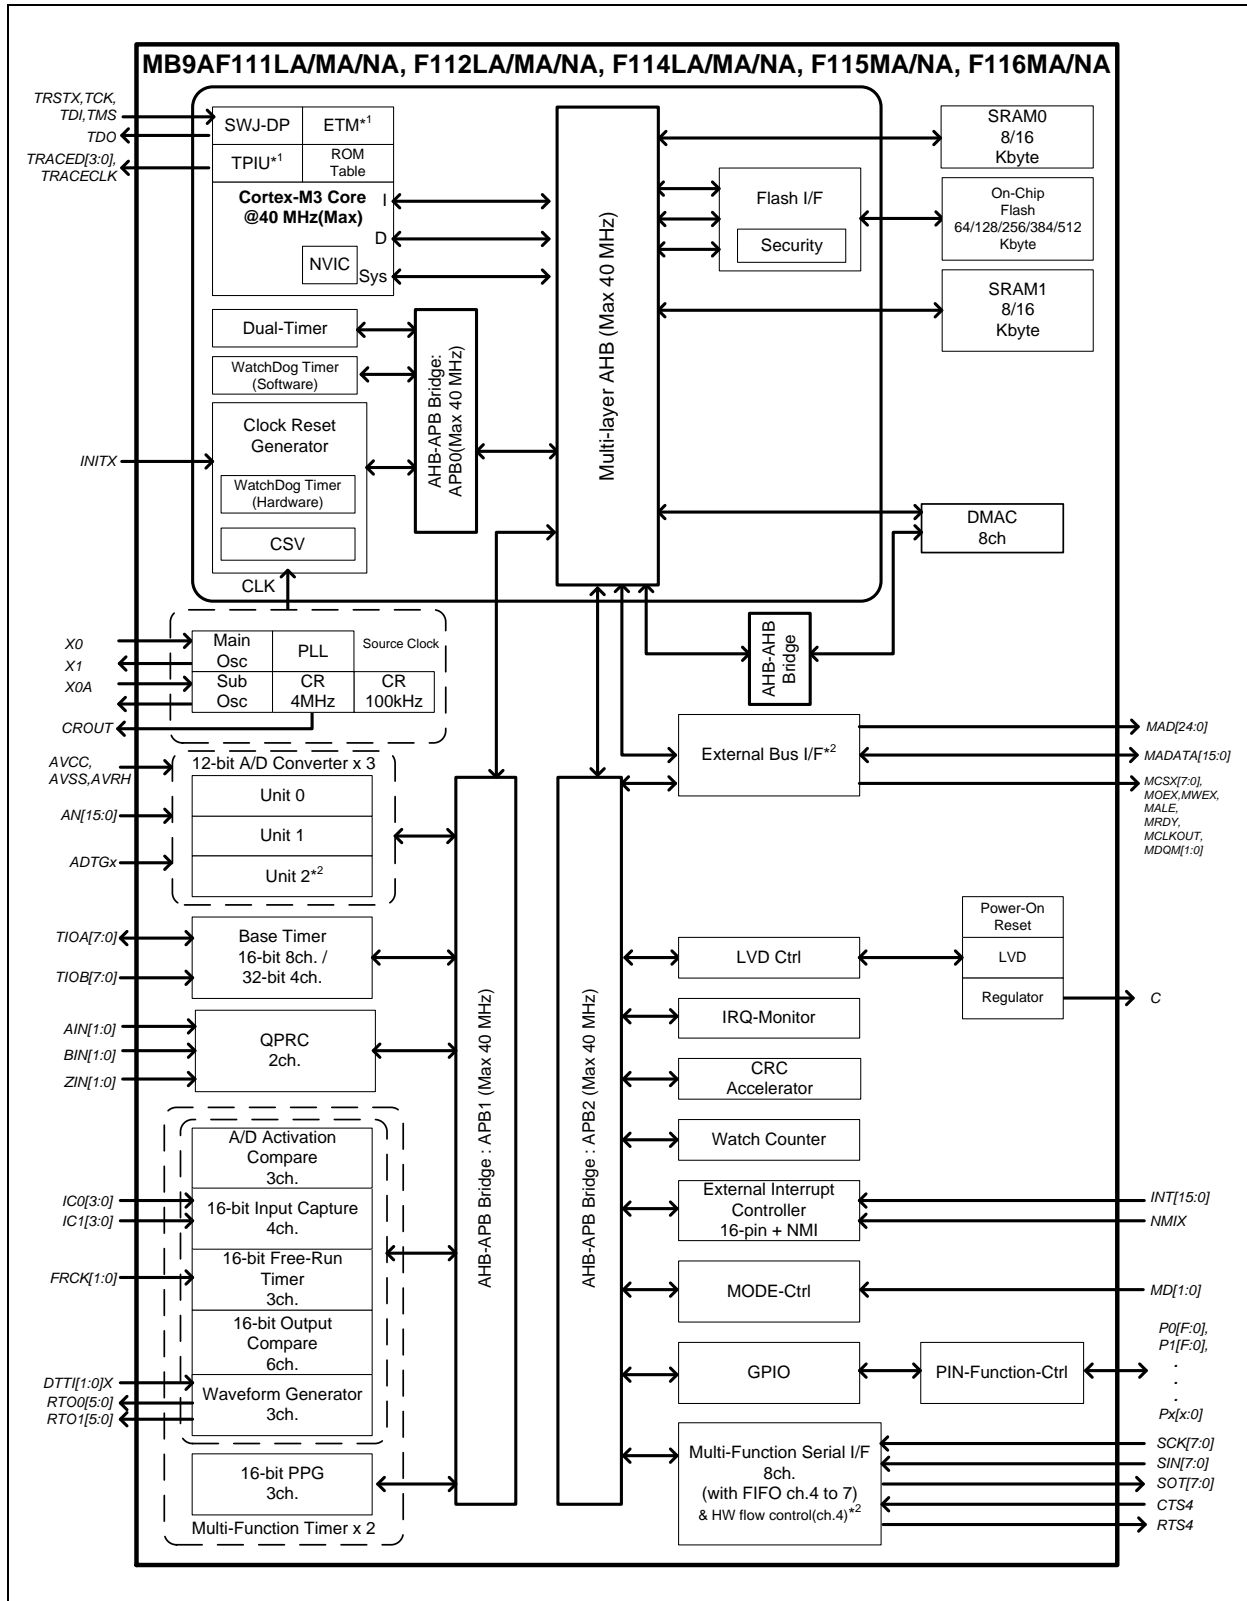 MB9AF111LA/MA/NA, F112LA/MA/NA, F114LA/MA/NA, F115MA/NA, F116MA/NA
TRSTX,TCK,
TDI,TMS
TDO
TRACED[3:0],
TRACECLK
SWJ-DP
ETM*1
TPIU*1
ROM
Table
Cortex-M3 Core
@40 MHz(Max)
I
D
NVIC
Sys
Dual-Timer
WatchDog Timer
(Software)
Clock Reset
Generator
WatchDog Timer
(Hardware)
CSV
CLK
INITX
AHB-APB Bridge:
APB0(Max 40 MHz)
Multi-layer AHB (Max 40 MHz)
Flash I/F
Security
SRAM0
8/16
Kbyte
On-Chip
Flash
64/128/256/384/512
Kbyte
SRAM1
8/16
Kbyte
DMAC
8ch
AHB-AHB
Bridge
X0
X1
X0A
CROUT
Main
Osc
PLL
Source Clock
Sub
Osc
CR
4MHz
CR
100kHz
AVCC,
AVSS,AVRH
AN[15:0]
ADTGx
12-bit A/D Converter x 3
Unit 0
Unit 1
Unit 2*2
TIOA[7:0]
TIOB[7:0]
Base Timer
16-bit 8ch. /
32-bit 4ch.
AIN[1:0]
BIN[1:0]
ZIN[1:0]
QPRC
2ch.
A/D Activation
Compare
3ch.
IC0[3:0]
IC1[3:0]
16-bit Input Capture
4ch.
FRCK[1:0]
16-bit Free-Run
Timer
3ch.
16-bit Output
Compare
6ch.
DTTI[1:0]X
RTO0[5:0]
RTO1[5:0]
Waveform Generator
3ch.
16-bit PPG
3ch.
Multi-Function Timer x 2
AHB-APB Bridge : APB1 (Max 40 MHz)
AHB-APB Bridge : APB2 (Max 40 MHz)
External Bus I/F*2
MAD[24:0]
MADATA[15:0]
MCSX[7:0],
MOEX,MWEX,
MALE,
MRDY,
MCLKOUT,
MDQM[1:0]
LVD Ctrl
Power-On
Reset
LVD
Regulator
C
IRQ-Monitor
CRC
Accelerator
Watch Counter
External Interrupt
Controller
16-pin + NMI
INT[15:0]
NMIX
MODE-Ctrl
MD[1:0]
GPIO
PIN-Function-Ctrl
P0[F:0],
P1[F:0],
.
.
.
Px[x:0]
Multi-Function Serial I/F
8ch.
(with FIFO ch.4 to 7)
& HW flow control(ch.4)*2
SCK[7:0]
SIN[7:0]
SOT[7:0]
CTS4
RTS4